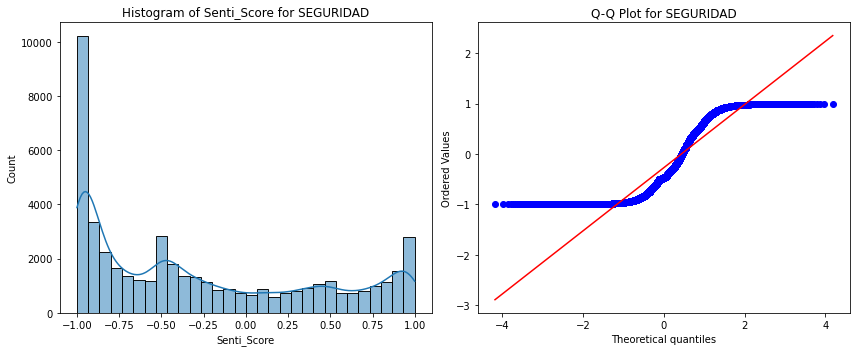 Histogram of Senti_Score for SEGURIDAD
Count
10000
8000
6000
4000
2000
0
−1.00 −0.75 −0.50 −0.25 0.00 0.25 0.50 0.75 1.00
Senti_Score
Q-Q Plot for SEGURIDAD
Ordered Values
2
1
0
−1
−2
−3
−4 −2 0 2 4
Theoretical quantiles